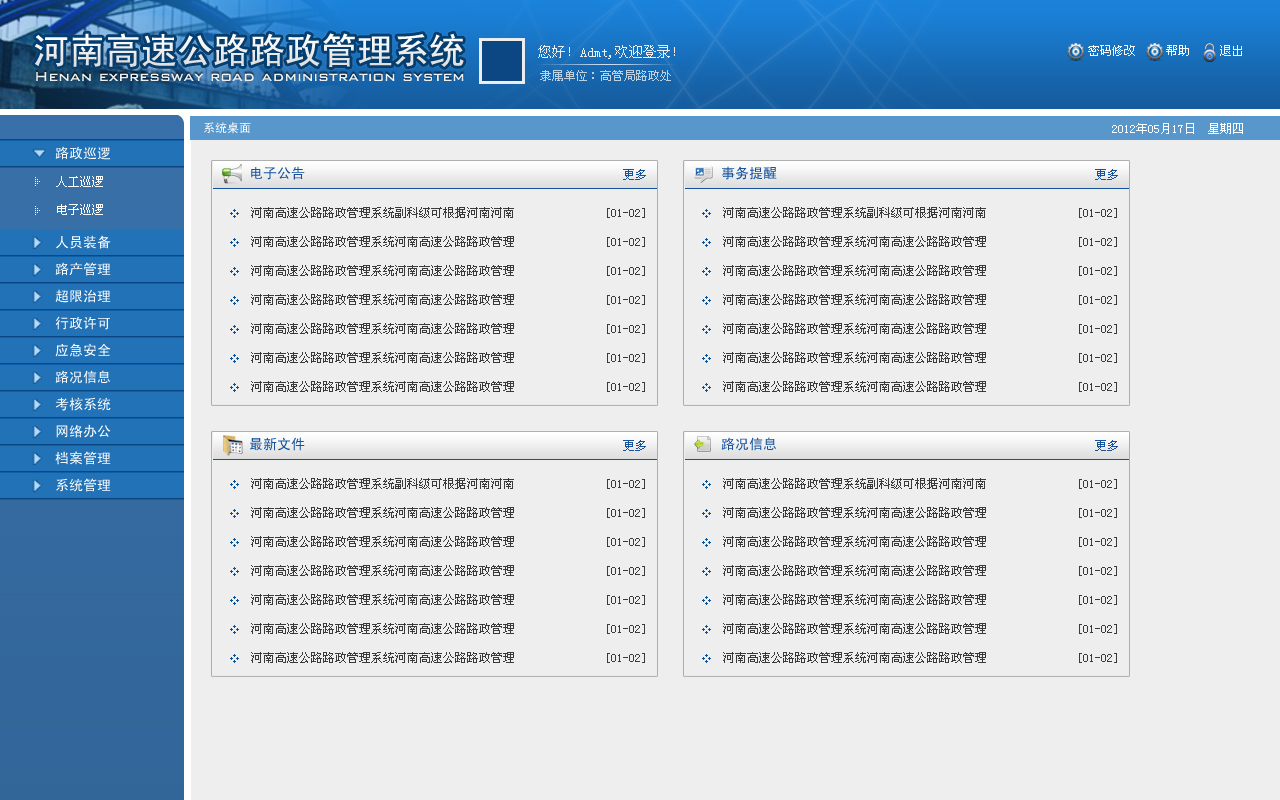 河南高速公路路政管理系统
HENAN EXPRESSWAY ROAD ADMINISTRATION SYSTEM
您好! Admt,欢迎登录!
隶属单位：高管局路政处
密码修改 帮助 退出
系统桌面
2012年05月17日 星期四
路政巡逻
人工巡逻
电子巡逻
人员装备
路产管理
超限治理
行政许可
应急安全
路况信息
考核系统
网络办公
档案管理
系统管理
电子公告 更多
河南高速公路路政管理系统副科级可根据河南河南 [01-02]
河南高速公路路政管理系统河南高速公路路政管理 [01-02]
河南高速公路路政管理系统河南高速公路路政管理 [01-02]
河南高速公路路政管理系统河南高速公路路政管理 [01-02]
河南高速公路路政管理系统河南高速公路路政管理 [01-02]
河南高速公路路政管理系统河南高速公路路政管理 [01-02]
河南高速公路路政管理系统河南高速公路路政管理 [01-02]
事务提醒 更多
河南高速公路路政管理系统副科级可根据河南河南 [01-02]
河南高速公路路政管理系统河南高速公路路政管理 [01-02]
河南高速公路路政管理系统河南高速公路路政管理 [01-02]
河南高速公路路政管理系统河南高速公路路政管理 [01-02]
河南高速公路路政管理系统河南高速公路路政管理 [01-02]
河南高速公路路政管理系统河南高速公路路政管理 [01-02]
河南高速公路路政管理系统河南高速公路路政管理 [01-02]
最新文件 更多
河南高速公路路政管理系统副科级可根据河南河南 [01-02]
河南高速公路路政管理系统河南高速公路路政管理 [01-02]
河南高速公路路政管理系统河南高速公路路政管理 [01-02]
河南高速公路路政管理系统河南高速公路路政管理 [01-02]
河南高速公路路政管理系统河南高速公路路政管理 [01-02]
河南高速公路路政管理系统河南高速公路路政管理 [01-02]
河南高速公路路政管理系统河南高速公路路政管理 [01-02]
路况信息 更多
河南高速公路路政管理系统副科级可根据河南河南 [01-02]
河南高速公路路政管理系统河南高速公路路政管理 [01-02]
河南高速公路路政管理系统河南高速公路路政管理 [01-02]
河南高速公路路政管理系统河南高速公路路政管理 [01-02]
河南高速公路路政管理系统河南高速公路路政管理 [01-02]
河南高速公路路政管理系统河南高速公路路政管理 [01-02]
河南高速公路路政管理系统河南高速公路路政管理 [01-02]